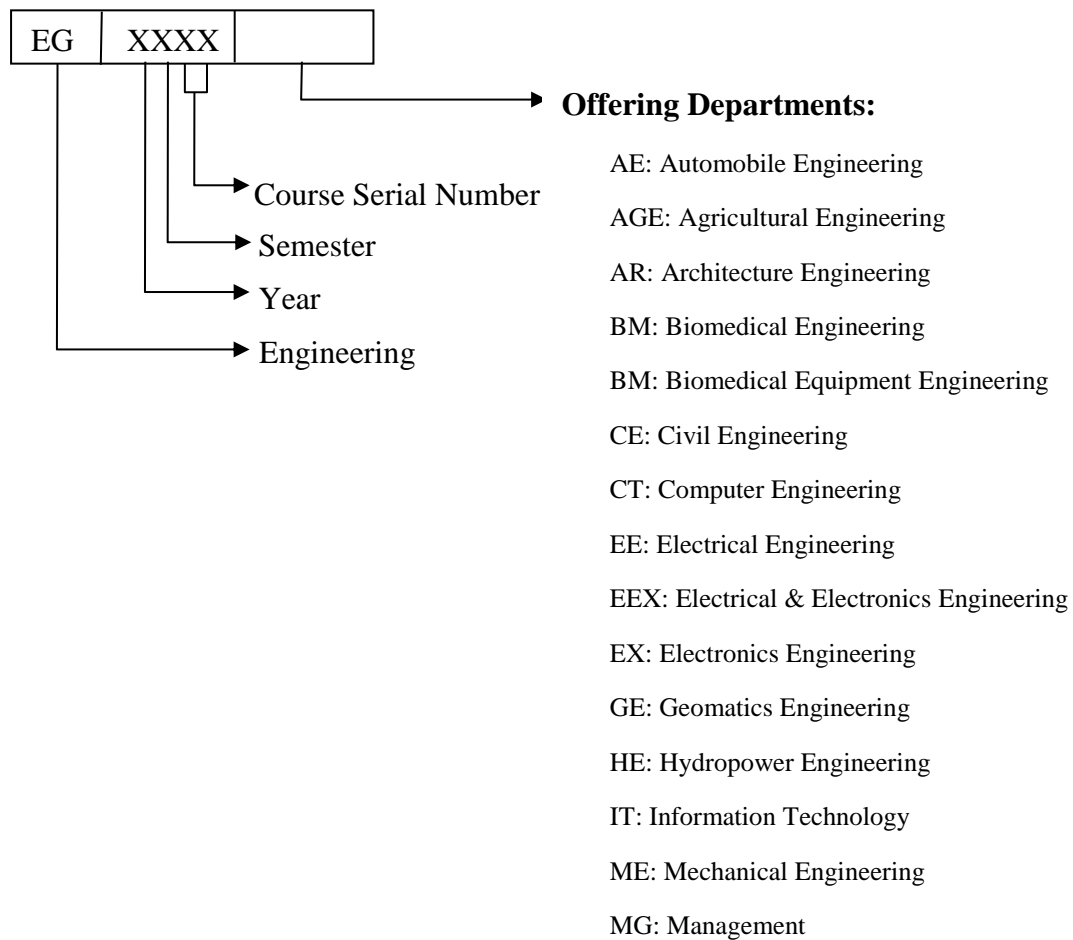 EG XXXX
Offering Departments:
AE: Automobile Engineering
Course Serial Number
AGE: Agricultural Engineering
Semester
AR: Architecture Engineering
Year
BM: Biomedical Engineering
Engineering
BM: Biomedical Equipment Engineering
CE: Civil Engineering
CT: Computer Engineering
EE: Electrical Engineering
EEX: Electrical & Electronics Engineering
EX: Electronics Engineering
GE: Geomatics Engineering
HE: Hydropower Engineering
IT: Information Technology
ME: Mechanical Engineering
MG: Management